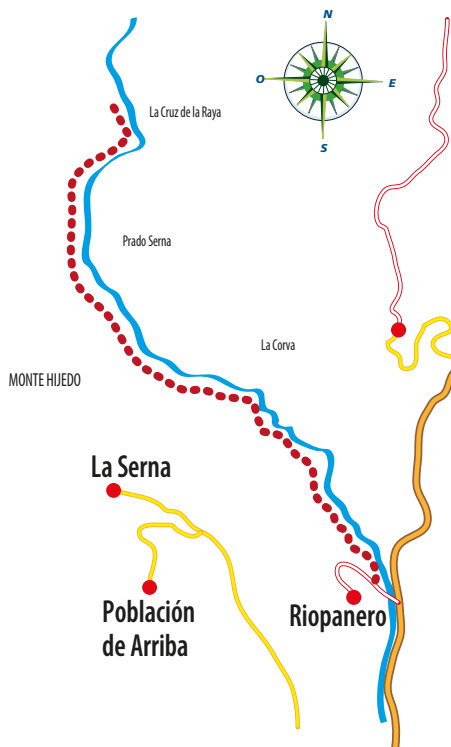 N
O
E
S
La Cruz de la Raya
Prado Serna
La Corva
MONTE HIJEDO
La Serna
Población
de Arriba
Riopanero